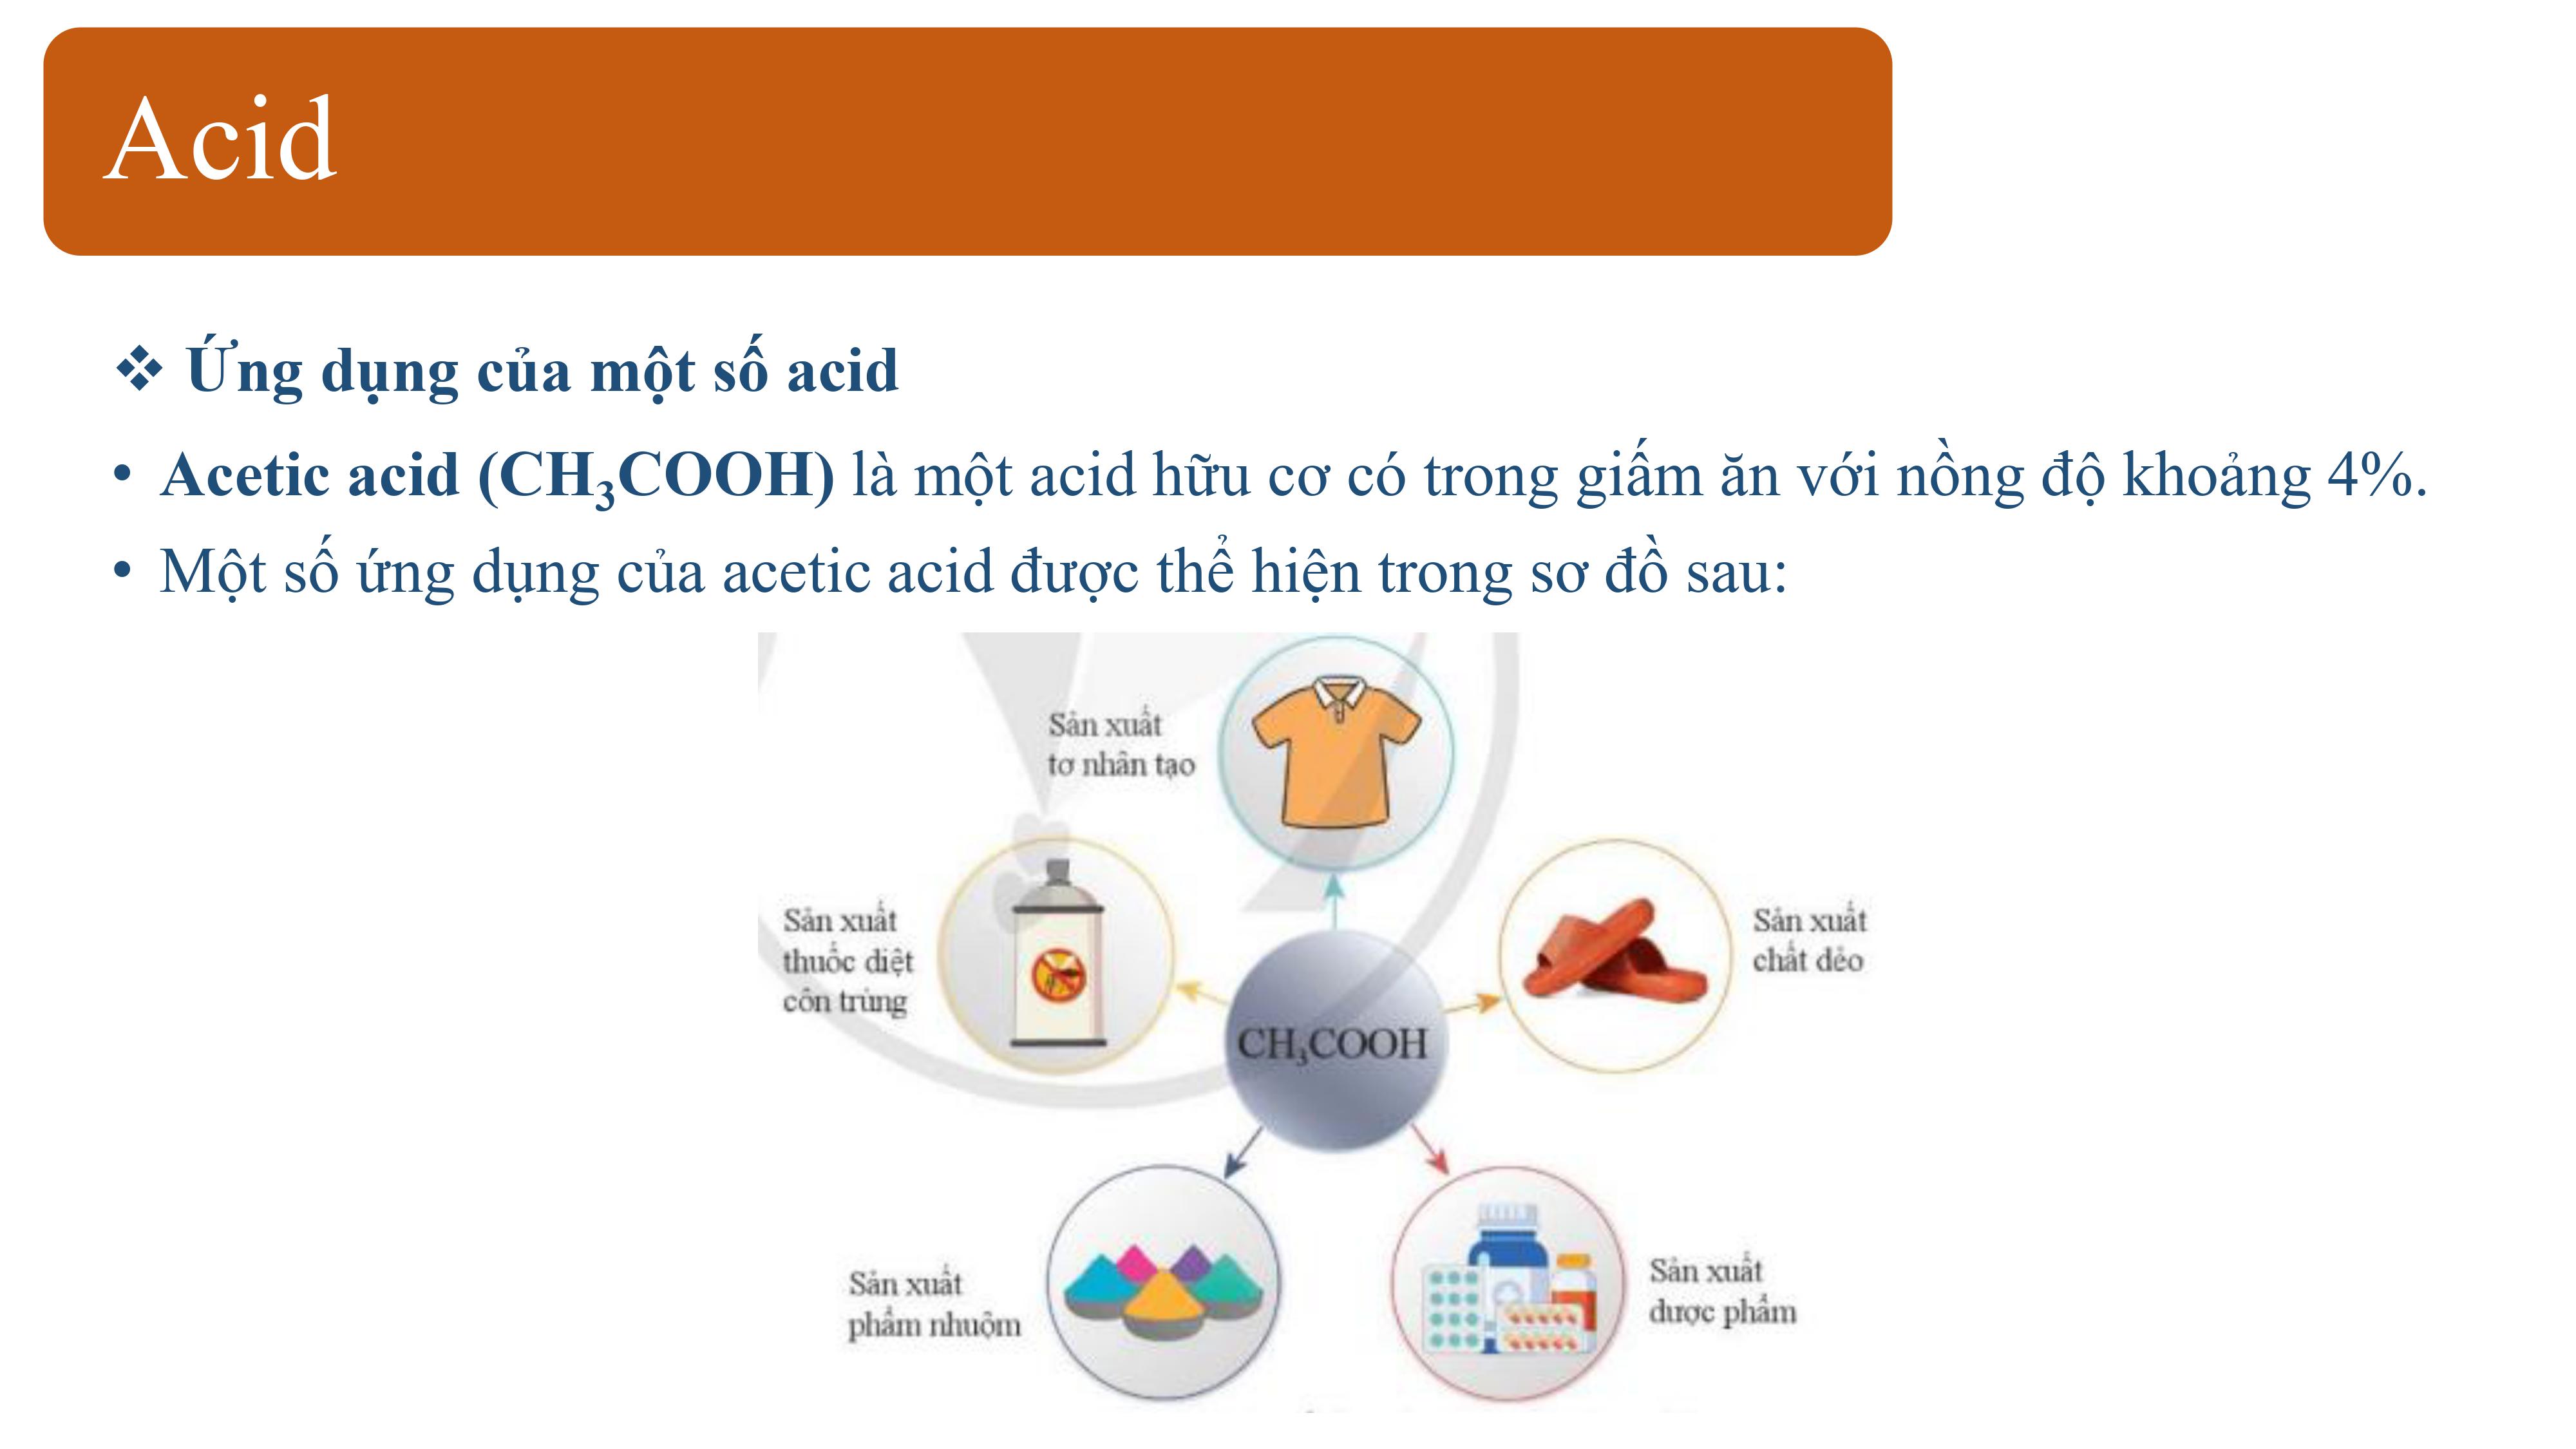 Acid
❖ Ứng dụng của một số acid
• Acetic acid (CH₃COOH) là một acid hữu cơ có trong giấm ăn với nồng độ khoảng 4%.
• Một số ứng dụng của acetic acid được thể hiện trong sơ đồ sau:
Sản xuất
tơ nhân tạo
Sản xuất
thuốc diệt
côn trùng
Sản xuất
chất dẻo
CH₃COOH
Sản xuất
phẩm nhuộm
Sản xuất
dược phẩm